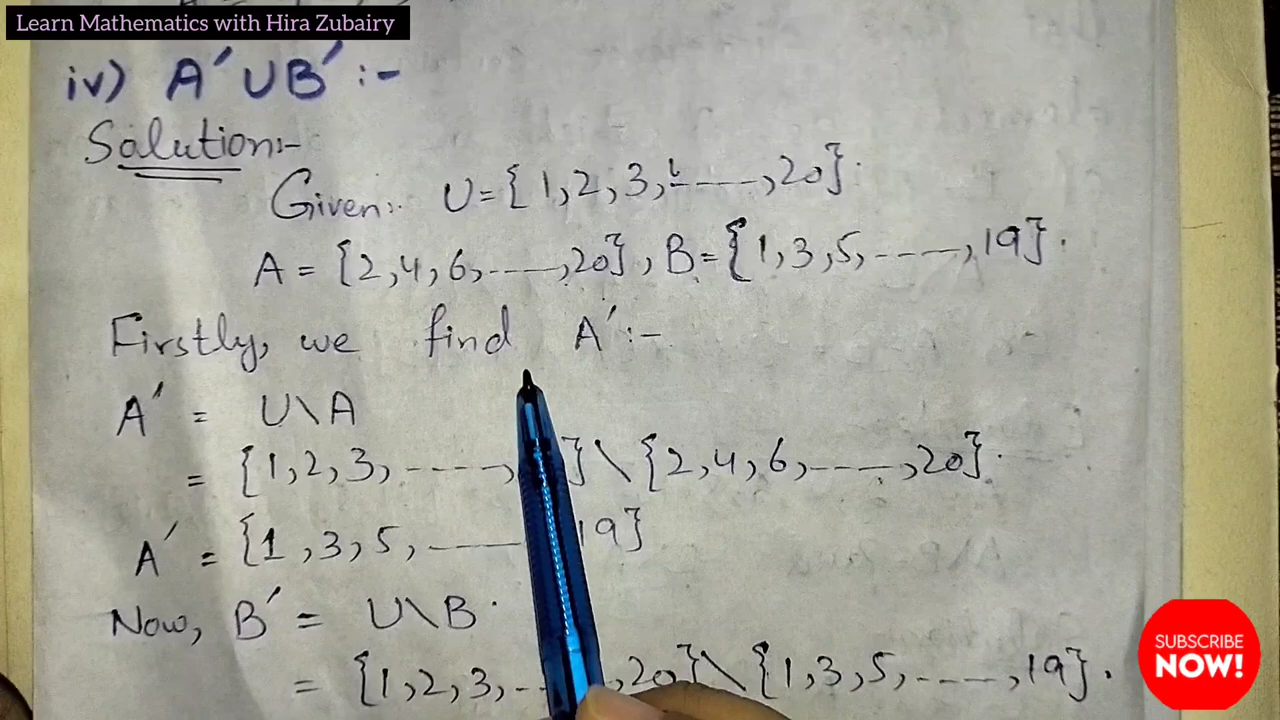 Learn Mathematics with Hira Zubairy
iv) A′ ∪ B′ :-
Solution:-
Given:. U = { 1, 2, 3, -----, 20}.
A = {2, 4, 6, -----, 20}, B = {1, 3, 5, -----, 19}.
Firstly, we find A′ :-
A′ = U \ A
= {1, 2, 3, -----, } \ {2, 4, 6, -----, 20}.
A′ = {1, 3, 5, ----- 19}
Now, B′ = U \ B.
= {1, 2, 3, --- , 20} \ {1, 3, 5, -----, 19}.
SUBSCRIBE
NOW!